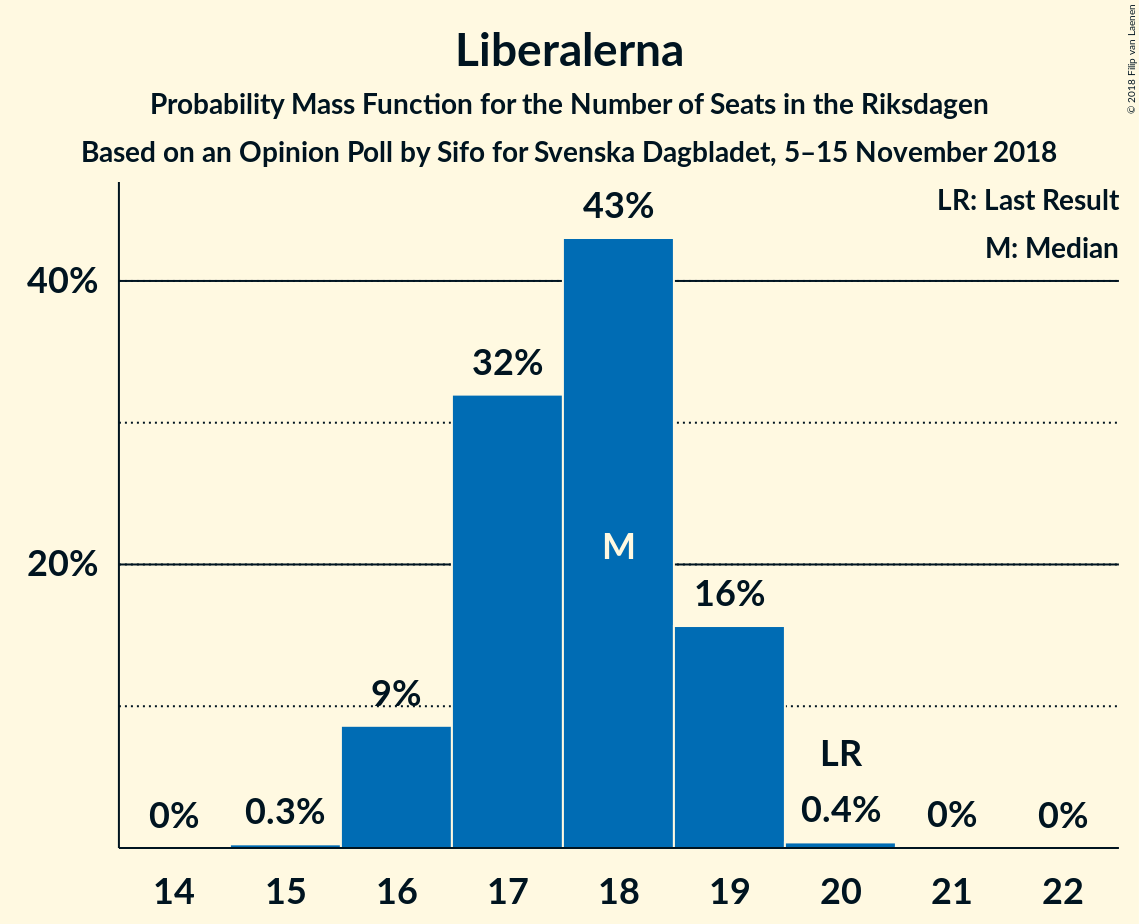 Liberalerna
Probability Mass Function for the Number of Seats in the Riksdagen
Based on an Opinion Poll by Sifo for Svenska Dagbladet, 5–15 November 2018
© 2018 Filip van Laenen
LR: Last Result
M: Median
40%
20%
0%
0.3%
9%
32%
43%
M
16%
LR
0.4%
0%
0%
14 15 16 17 18 19 20 21 22